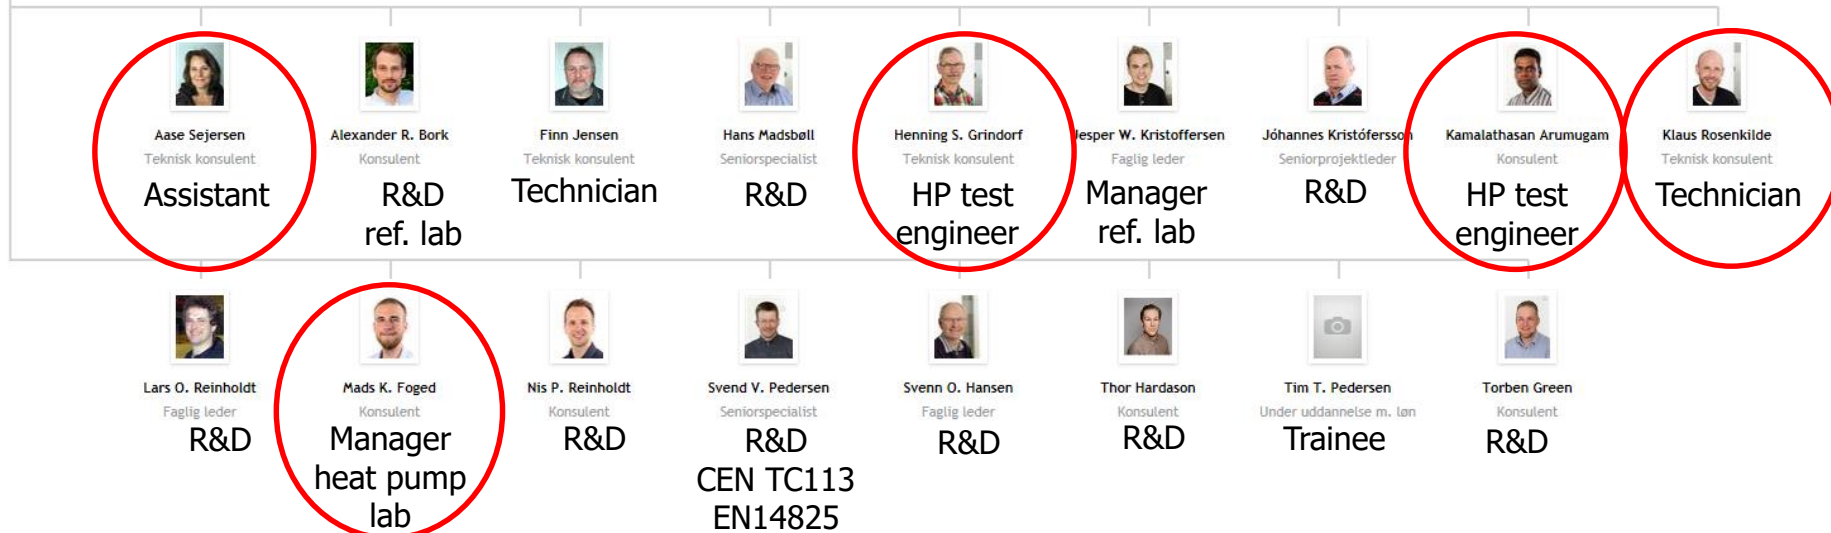 Aase Sejersen
Teknisk konsulent
Assistant
Alexander R. Bork
Konsulent
R&D
ref. lab
Finn Jensen
Teknisk konsulent
Technician
Hans Madsbøll
Seniorspecialist
R&D
Henning S. Grindorf
Teknisk konsulent
HP test
engineer
Jesper W. Kristoffersen
Faglig leder
Manager
ref. lab
Jóhannes Kristófersson
Seniorprojektleder
R&D
Kamalathasan Arumugam
Konsulent
HP test
engineer
Klaus Rosenkilde
Teknisk konsulent
Technician
Lars O. Reinholdt
Faglig leder
R&D
Mads K. Foged
Konsulent
Manager
heat pump
lab
Nis P. Reinholdt
Konsulent
R&D
Svend V. Pedersen
Seniorspecialist
R&D
CEN TC113
EN14825
Svenn O. Hansen
Faglig leder
R&D
Thor Hardason
Konsulent
R&D
Tim T. Pedersen
Under uddannelse m. løn
Trainee
Torben Green
Konsulent
R&D